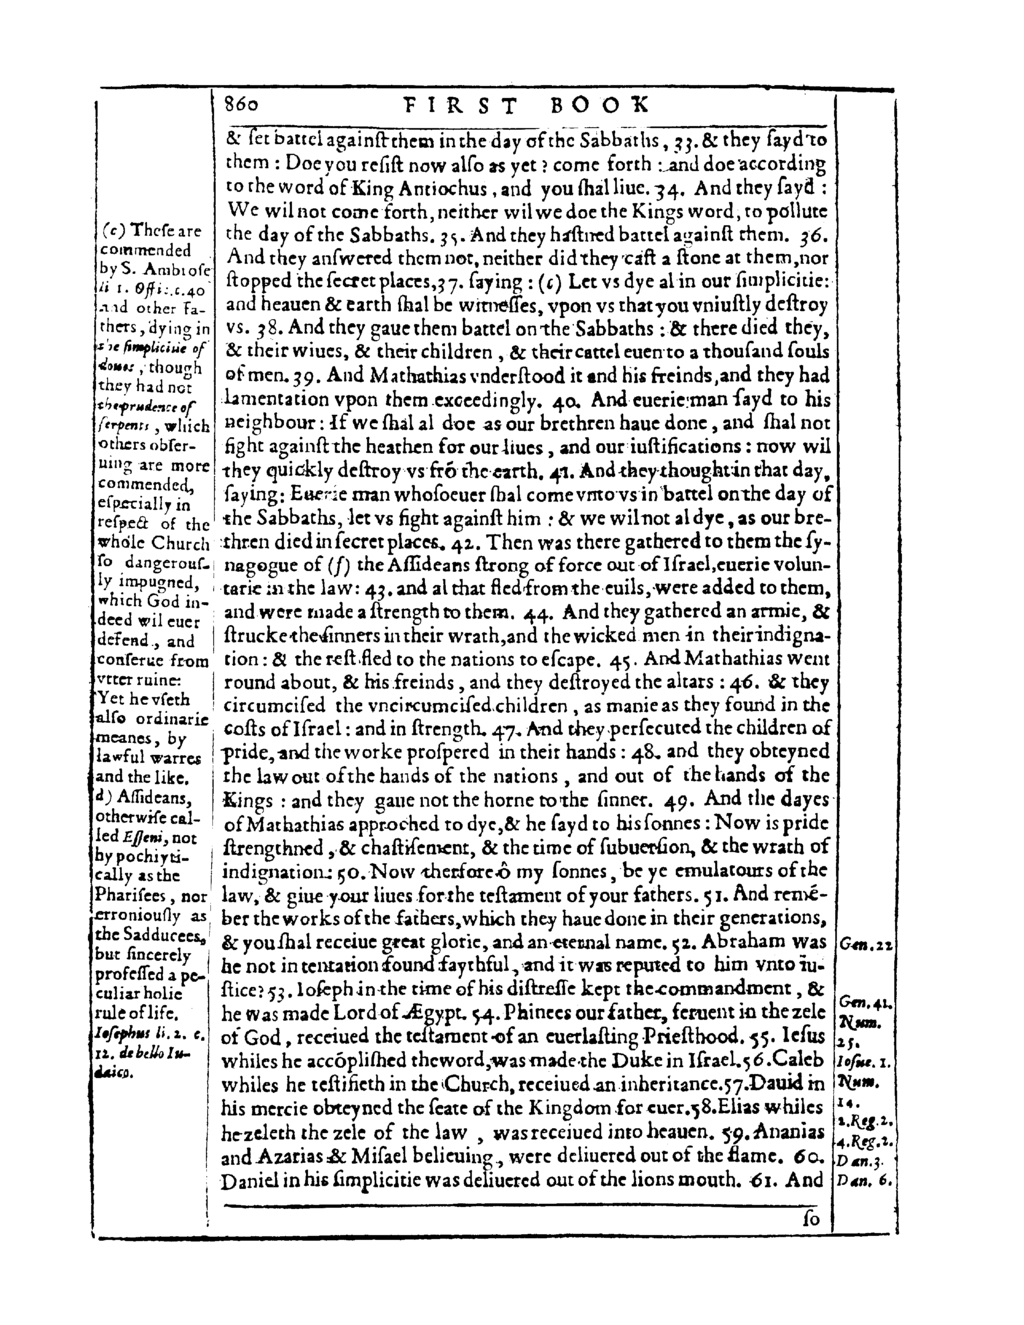 860 FIRST BOOK
& ſet battel againſt them in the day of the Sabbaths, 33. & they ſayd to
them : Doe you reſiſt now alſo as yet ? come forth : and doe according
to the word of King Antiochus, and you ſhal liue. 34. And they ſayd :
We wil not come forth, neither wil we doe the Kings word, to pollute
the day of the Sabbaths. 35. And they haſtned battel againſt them. 36.
And they anſwered them not, neither did they caſt a ſtone at them, nor
ſtopped the ſecret places, 37. ſaying : (c) Let vs dye al in our ſimplicitie:
and heauen & earth ſhal be witneſſes, vpon vs that you vniuſtly deſtroy
vs. 38. And they gaue them battel on the Sabbaths : & there died they,
& their wiues, & their children, & their cattel euen to a thouſand ſouls
of men. 39. And Mathathias vnderſtood it and his freinds, and they had
lamentation vpon them exceedingly. 40. And euerie man ſayd to his
neighbour : If we ſhal al doe as our brethren haue done, and ſhal not
fight againſt the heathen for our liues, and our iuſtifications : now wil
they quickly deſtroy vs frō the earth. 41. And they thought in that day,
ſaying: Euerie man whoſoeuer ſhal come vnto vs in battel on the day of
the Sabbaths, let vs fight againſt him : & we wil not al dye, as our bre-
thren died in ſecret places. 42. Then was there gathered to them the ſy-
nagogue of (f) the Aſſideans ſtrong of force out of Iſrael, euerie volun-
tarie in the law: 43. and al that fled from the euils, were added to them,
and were made a ſtrength to them. 44. And they gathered an armie, &
ſtrucke the ſinners in their wrath, and the wicked men in their indigna-
tion : & the reſt fled to the nations to eſcape. 45. And Mathathias went
round about, & his freinds, and they deſtroyed the altars : 46. & they
circumciſed the vncircumciſed children, as manie as they found in the
coſts of Iſrael : and in ſtrength. 47. And they perſecuted the children of
pride, and the worke proſpered in their hands : 48. and they obteyned
the law out of the hands of the nations, and out of the hands of the
Kings : and they gaue not the horne to the ſinner. 49. And the dayes
of Mathathias approched to dye, & he ſayd to his ſonnes : Now is pride
ſtrengthned, & chaſtiſement, & the time of ſubuerſion, & the wrath of
indignation: 50. Now therfore ô my ſonnes, be ye emulatours of the
law, & giue your liues for the teſtament of your fathers. 51. And remē-
ber the works of the fathers, which they haue done in their generations,
& you ſhal receiue great glorie, and an eternal name. 52. Abraham was
he not in tentation found faythful, and it was reputed to him vnto iu-
ſtice? 53. Ioſeph in the time of his diſtreſſe kept the commandment, &
he was made Lord of Ægypt. 54. Phinees our father, feruent in the zele
of God, receiued the teſtament of an euerlaſting Prieſthood. 55. Ieſus
whiles he accōpliſhed the word, was made the Duke in Iſrael. 56. Caleb
whiles he teſtifieth in the Church, receiued an inheritance. 57. Dauid in
his mercie obteyned the ſeate of the Kingdom for euer. 58. Elias whiles
he zeleth the zele of the law, was receiued into heauen. 59. Ananias
and Azarias & Miſael belieuing, were deliuered out of the flame. 60.
Daniel in his ſimplicitie was deliuered out of the lions mouth. 61. And
ſo
(c) Theſe are
commended
by S. Ambroſe
li 1. Offic. c. 40
and other Fa-
thers, dying in
the ſimplicitie of
doues, though
they had not
the prudence of
ſerpents, which
others obſer-
uing are more
commended,
eſpecially in
reſpect of the
whole Church
ſo dangerouſ-
ly impugned,
which God in-
deed wil euer
defend, and
conſerue from
vtter ruine:
Yet he vſeth
alſo ordinarie
meanes, by
lawful warres
and the like.
d) Aſſideans,
otherwiſe cal-
led Eſſeni, not
hypochryti-
cally as the
Phariſees, nor
erroniouſly as
the Sadducees,
but ſincerely
profeſſed a pe-
culiar holie
rule of life.
Ioſephus li. 2. c.
12. de bello Iu-
daico.
Gen. 22
Gen. 41.
Num.
25.
Ioſue. 1.
Num.
14.
2. Reg. 2.
4. Reg. 2.
Dan. 3.
Dan. 6.